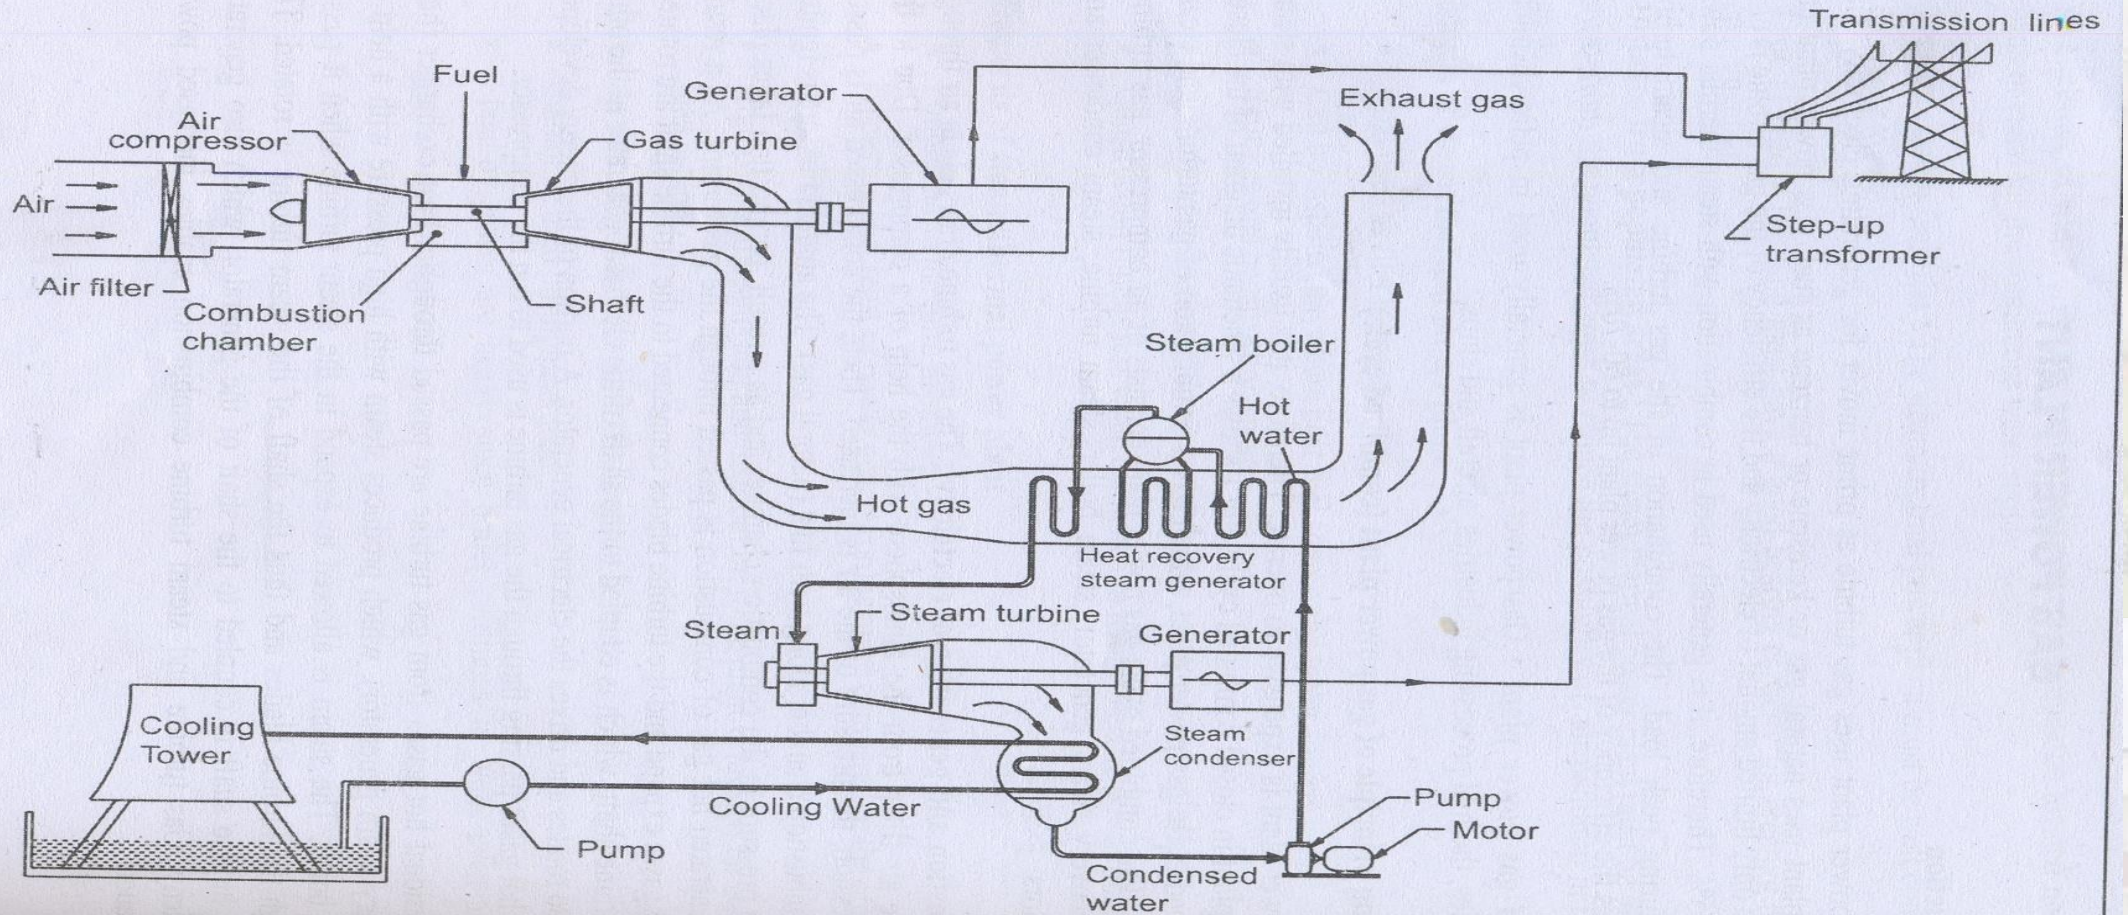 Transmission lines
Fuel
Generator
Exhaust gas
Air
compressor
Gas turbine
Air
Step-up
transformer
Air filter
Combustion
chamber
Shaft
Steam boiler
Hot
water
Hot gas
Heat recovery
steam generator
Steam turbine
Steam
Generator
Cooling
Tower
Steam
condenser
Cooling Water
Pump
Pump
Motor
Condensed
water